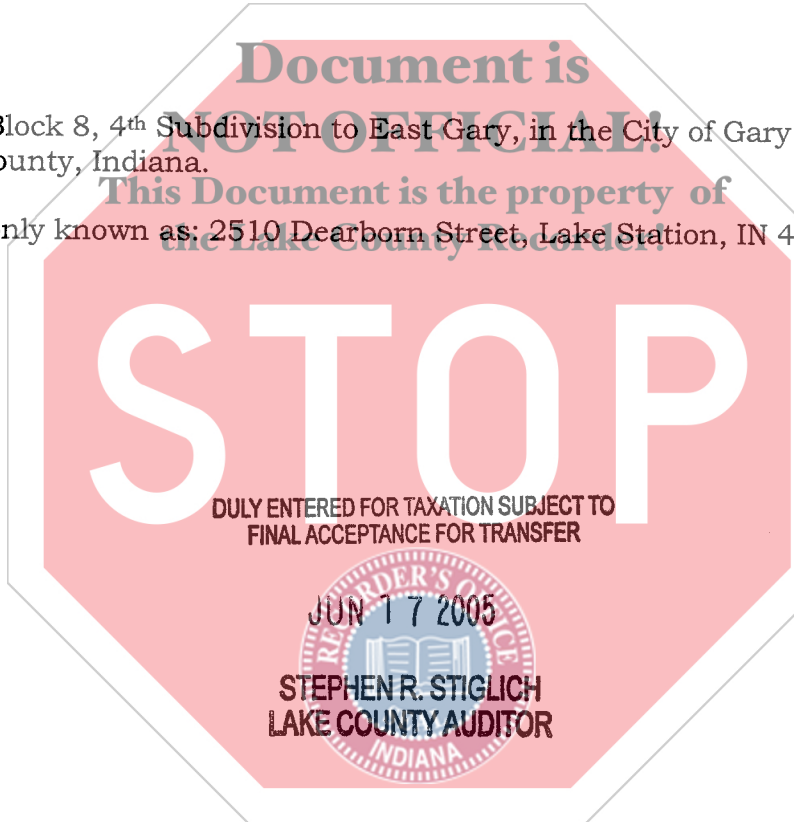 Document is
Block 8, 4th Subdivision to East Gary, in the City of Gary
NOT OFFICIAL!
ounty, Indiana.
This Document is the property of
nly known as: 2510 Dearborn Street, Lake Station, IN 4
the Lake County Recorder!
STOP
DULY ENTERED FOR TAXATION SUBJECT TO
FINAL ACCEPTANCE FOR TRANSFER
RECORDER'S OFFICE
JUN 17 2005
STEPHEN R. STIGLICH
LAKE COUNTY AUDITOR
INDIANA